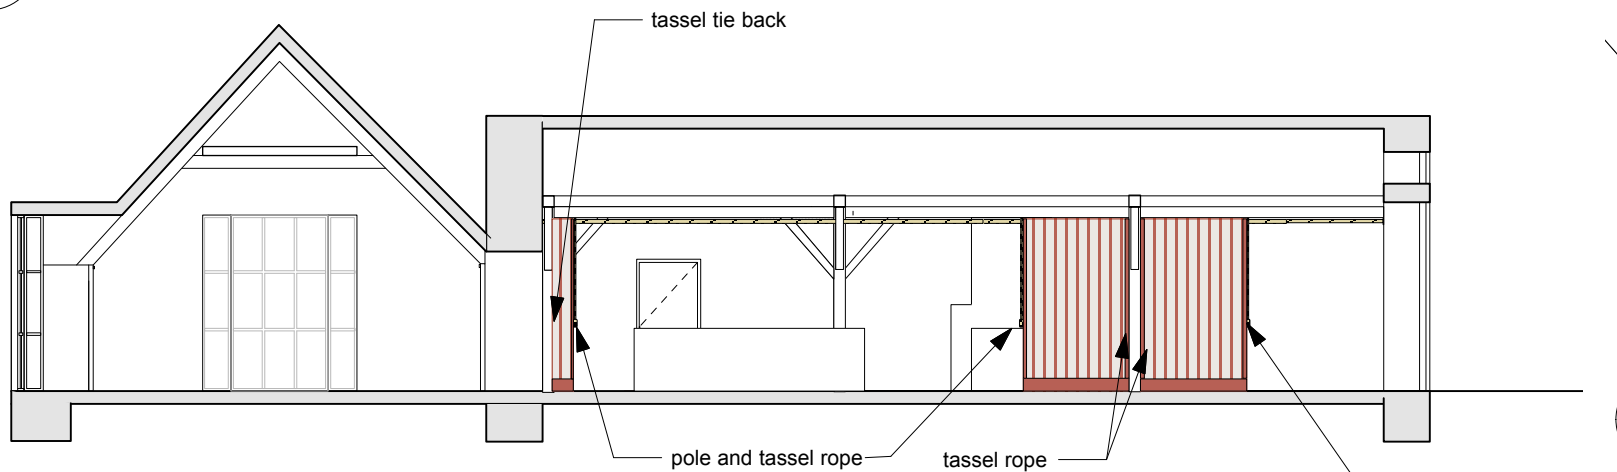 tassel tie back
pole and tassel rope
tassel rope